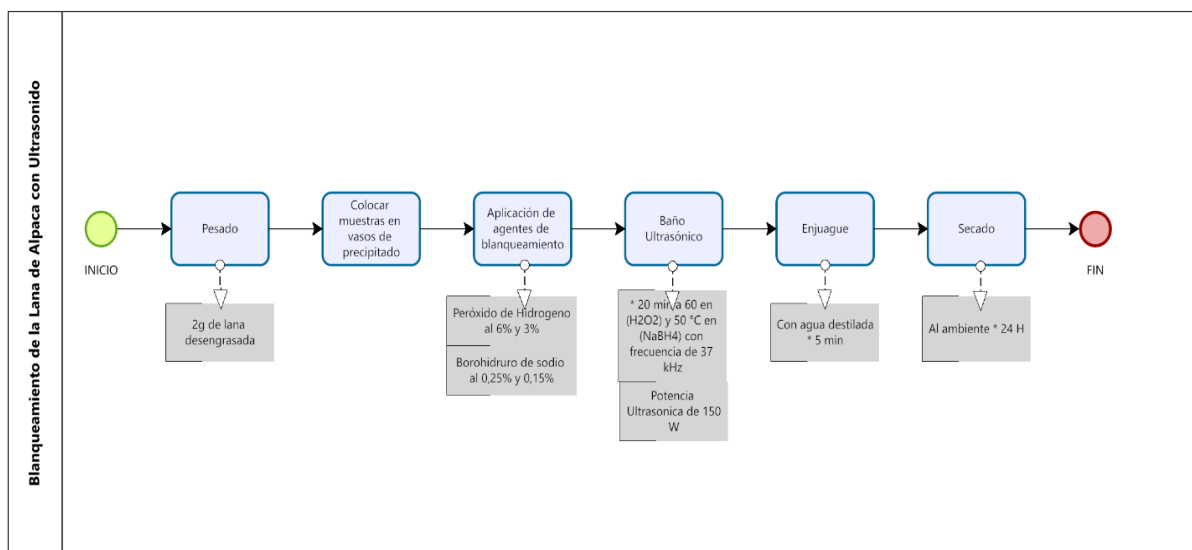 Blanqueamiento de la Lana de Alpaca con Ultrasonido
INICIO
Pesado
2g de lana
desengrasada
Colocar
muestras en
vasos de
precipitado
Aplicación de
agentes de
blanqueamiento
Peróxido de Hidrogeno
al 6% y 3%
Borohidruro de sodio
al 0,25% y 0,15%
Baño
Ultrasónico
* 20 min a 60 en
(H2O2) y 50 °C en
(NaBH4) con
frecuencia de 37
kHz
Potencia
Ultrasonica de 150
W
Enjuague
Con agua destilada
* 5 min
Secado
Al ambiente * 24 H
FIN